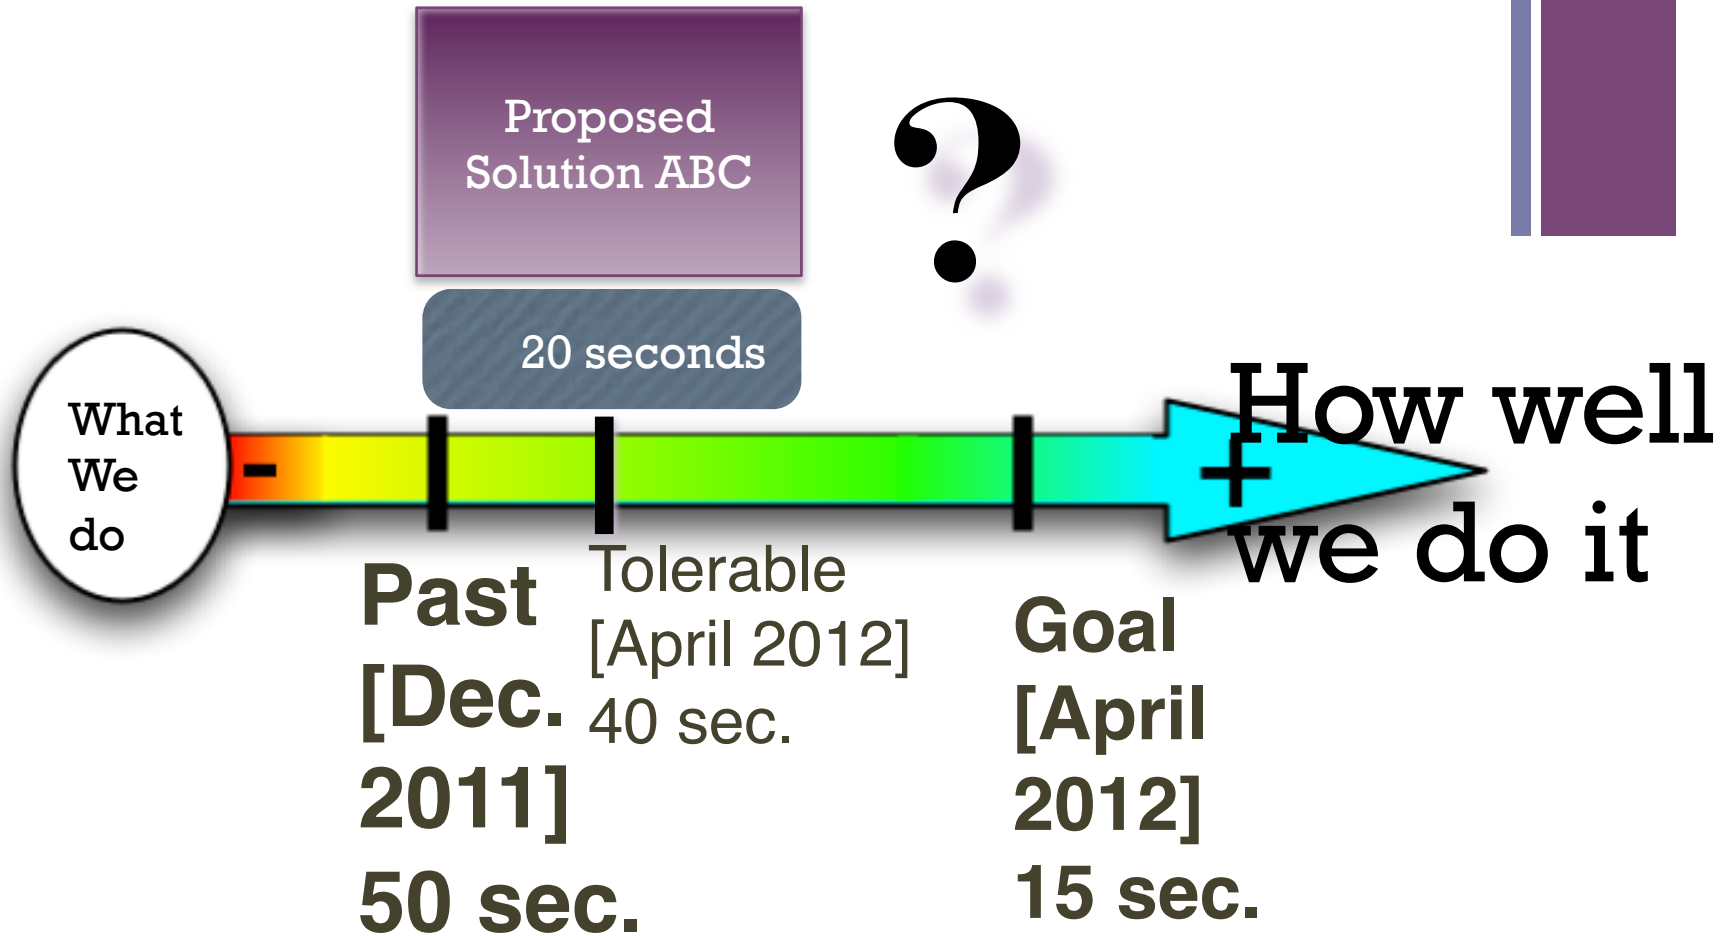 Proposed
Solution ABC
?
20 seconds
What
We
do
-
+
How well
we do it
Past
[Dec.
2011]
50 sec.
Tolerable
[April 2012]
40 sec.
Goal
[April
2012]
15 sec.